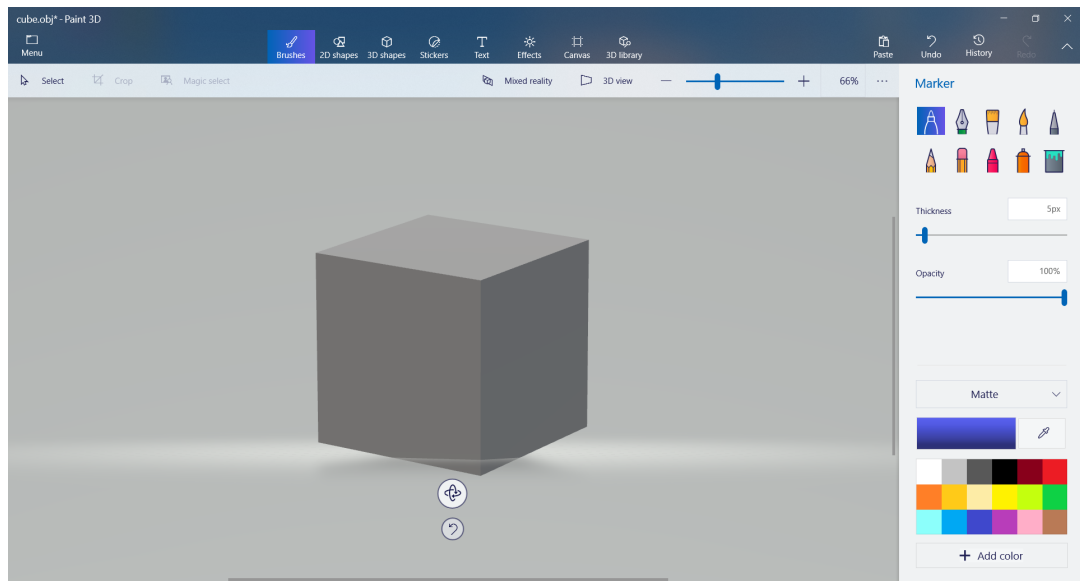 cube.obj* - Paint 3D
Menu
Brushes
2D shapes
3D shapes
Stickers
Text
Effects
Canvas
3D library
Paste
Undo
History
Redo
Select
Crop
Magic select
Mixed reality
3D view
66%
Marker
Thickness
5px
Opacity
100%
Matte
+ Add color